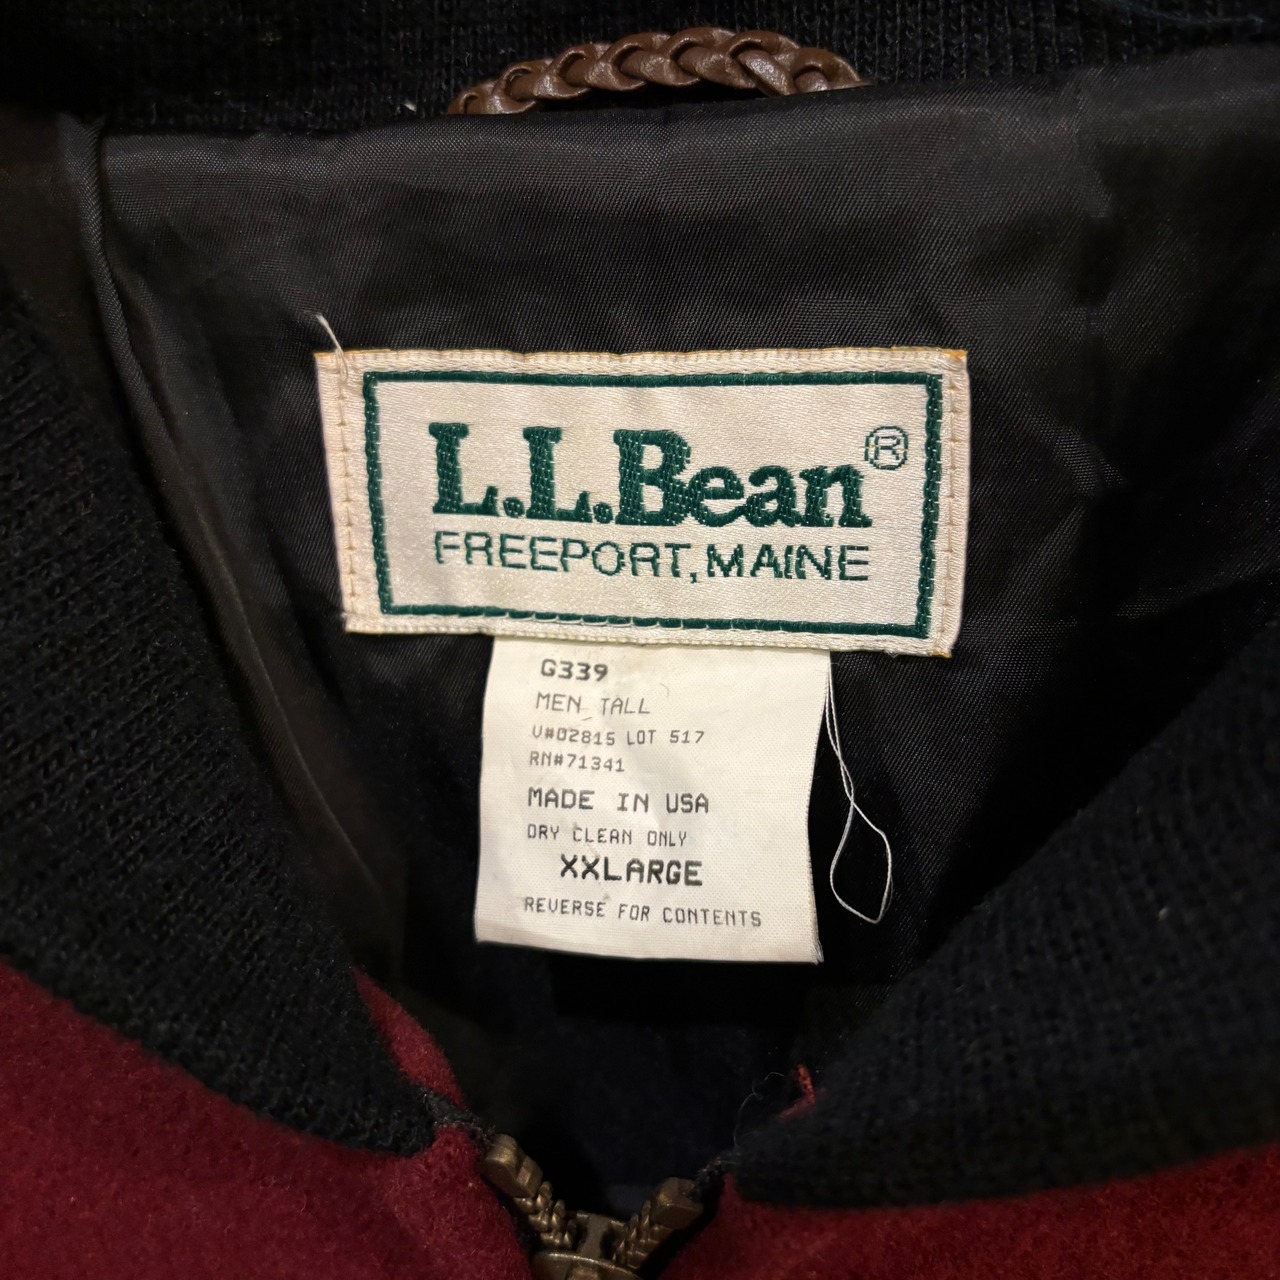 L.L.Bean®
FREEPORT, MAINE
G339
MEN TALL
V#02815 LOT 517
RN#71341
MADE IN USA
DRY CLEAN ONLY
XXLARGE
REVERSE FOR CONTENTS